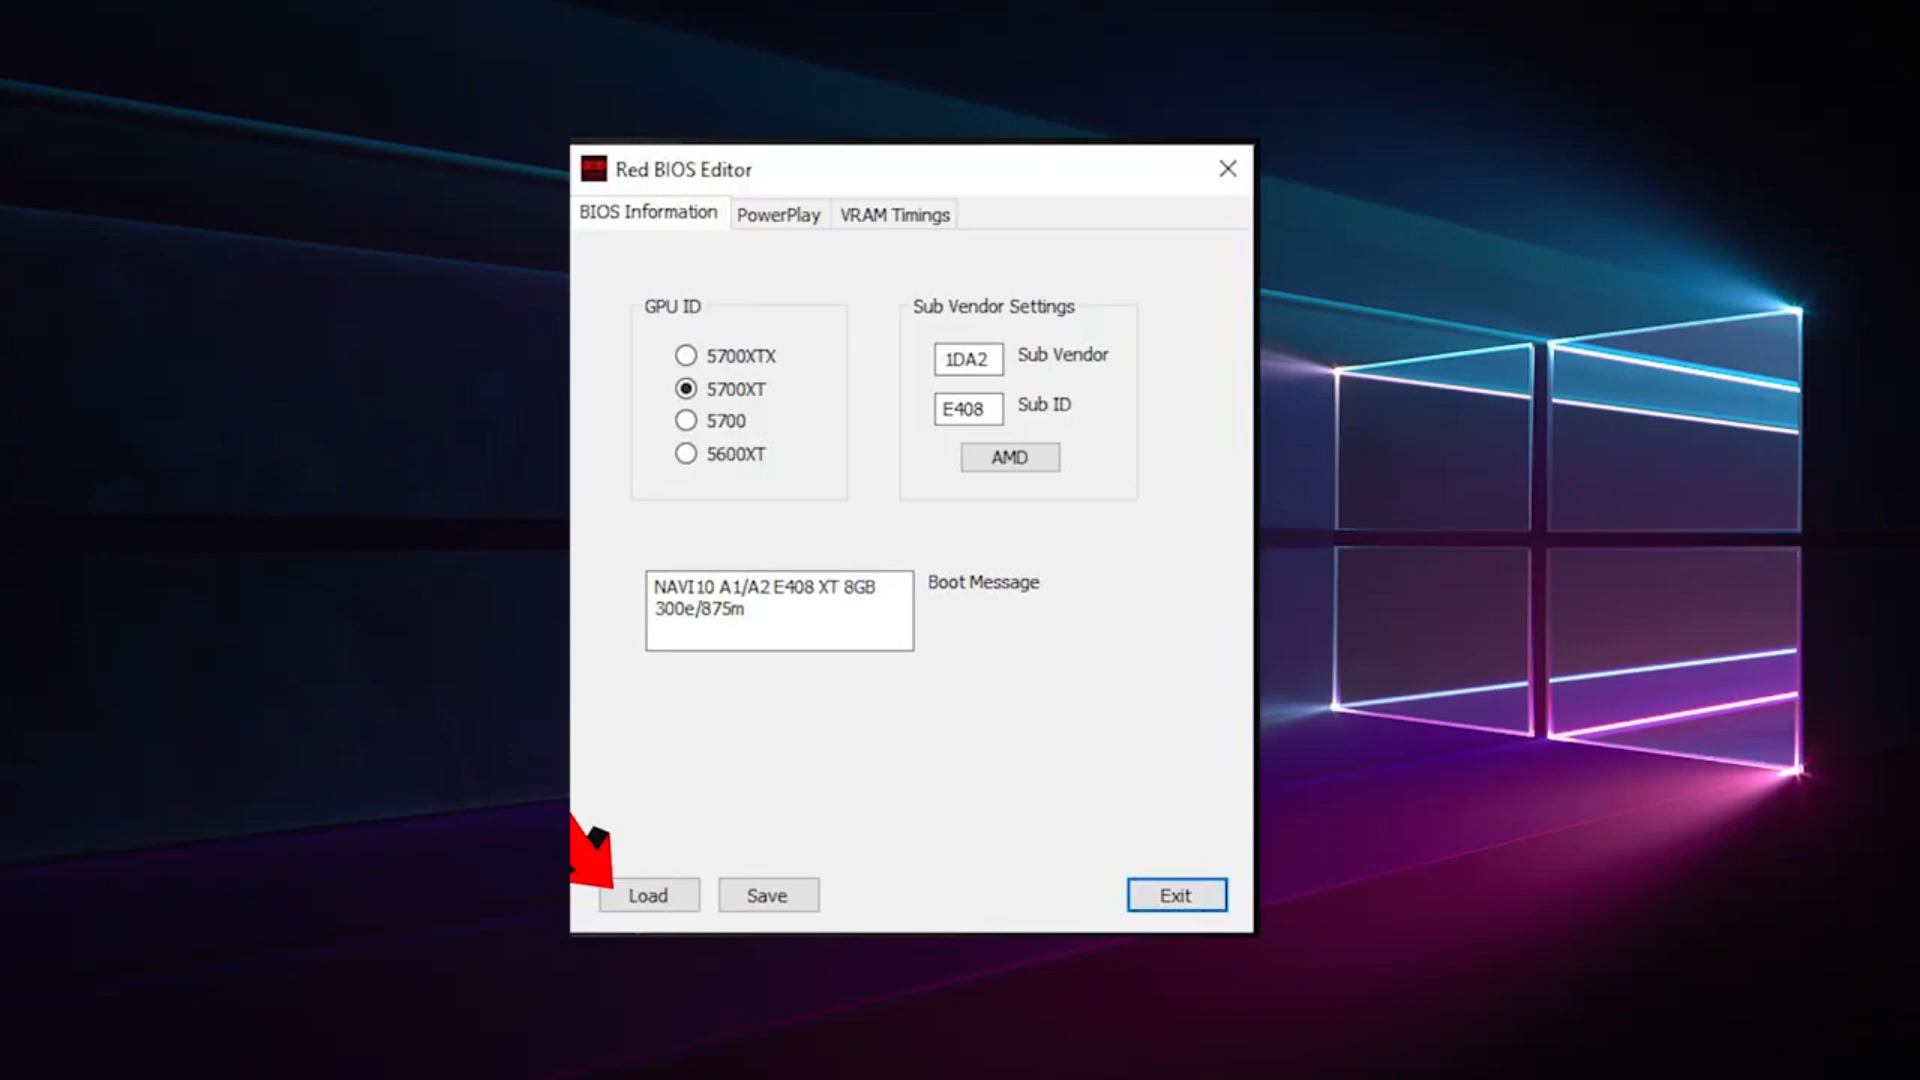 Red BIOS Editor
BIOS Information PowerPlay VRAM Timings
GPU ID
5700XTX
5700XT
5700
5600XT
Sub Vendor Settings
1DA2 Sub Vendor
E408 Sub ID
AMD
NAVI10 A1/A2 E408 XT 8GB
300e/875m
Boot Message
Load Save Exit